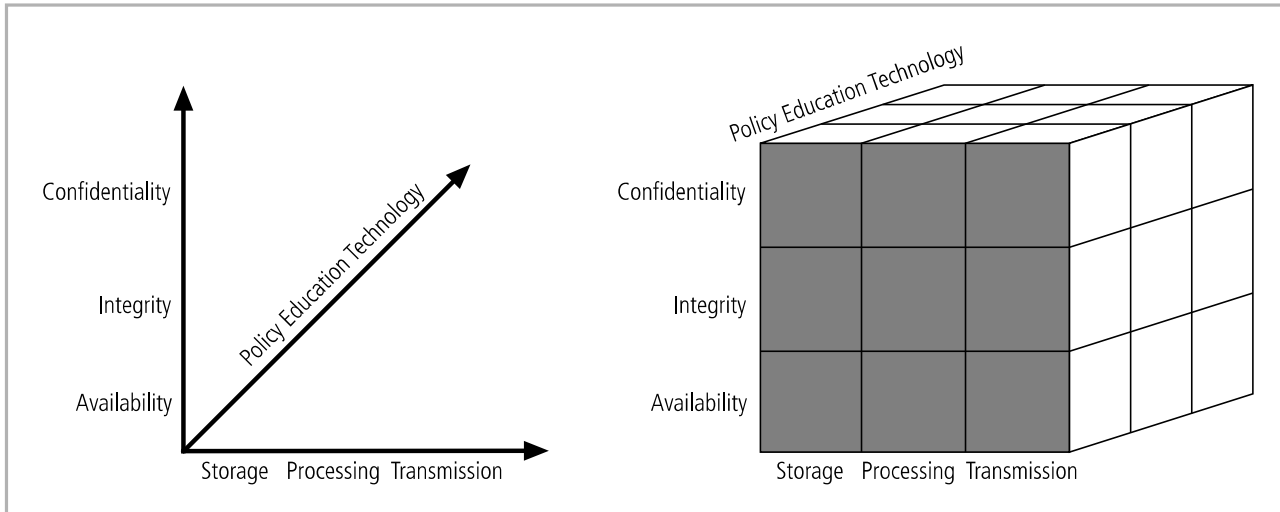 Confidentiality
Integrity
Availability
Policy Education Technology
Storage Processing Transmission
Policy Education Technology
Confidentiality
Integrity
Availability
Storage Processing Transmission